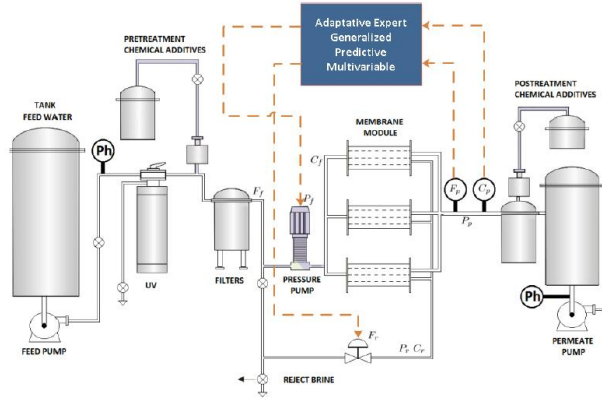 Adaptative Expert
Generalized
Predictive
Multivariable
PRETREATMENT
CHEMICAL ADDITIVES
POSTREATMENT
CHEMICAL ADDITIVES
TANK
FEED WATER
MEMBRANE
MODULE
Ph
C_f
F_f
P_f
F_p
C_p
P_p
UV
FILTERS
PRESSURE
PUMP
Ph
F_r
P_r C_r
FEED PUMP
PERMEATE
PUMP
REJECT BRINE